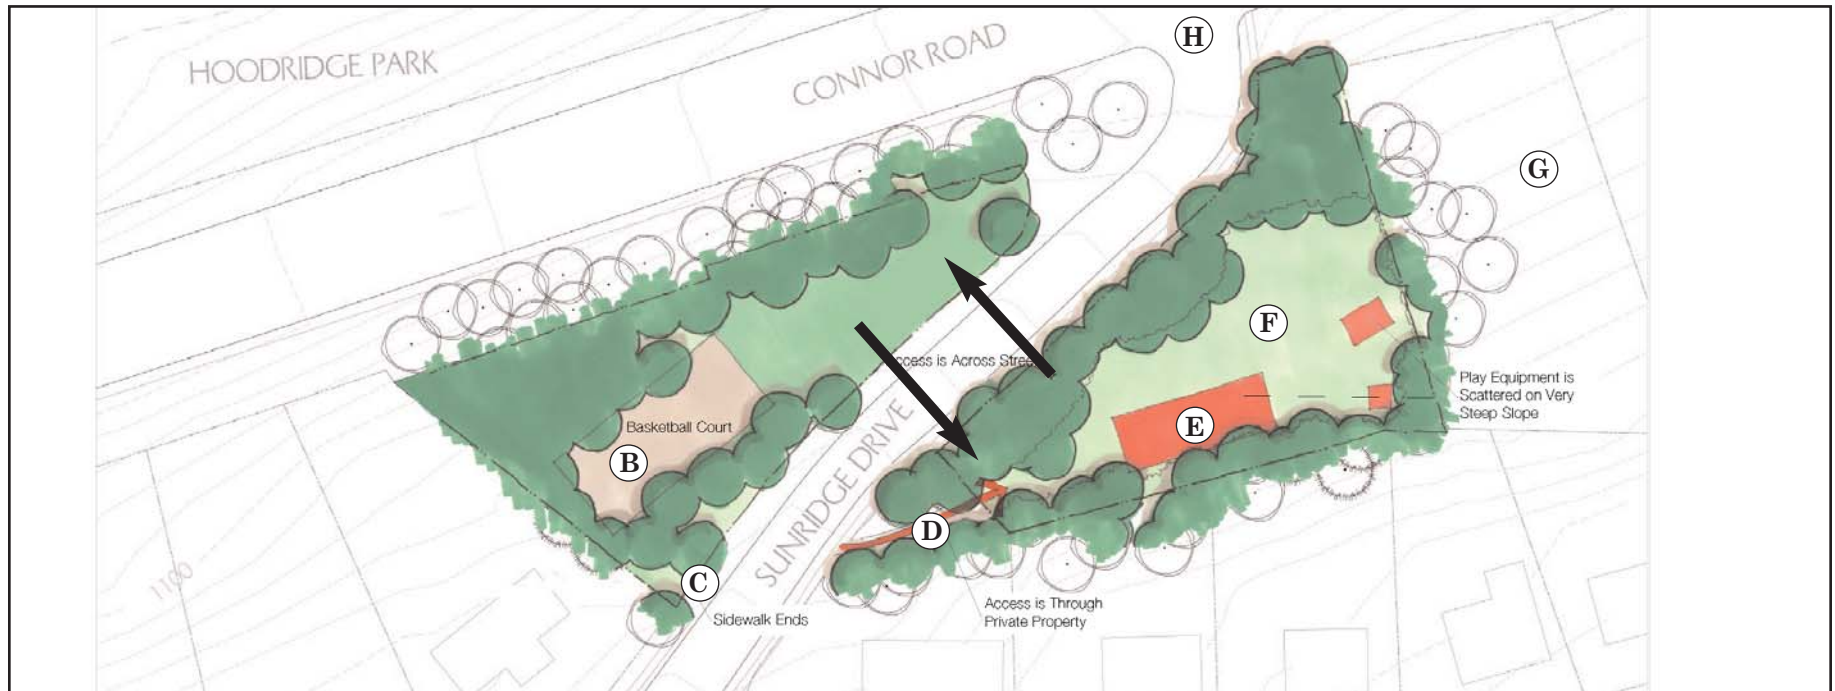 HOODRIDGE PARK
CONNOR ROAD
H
G
F
Access is Across Stree
Play Equipment is
Scattered on Very
Steep Slope
Basketball Court
B
E
SUNRIDGE DRIVE
D
C
1100
Sidewalk Ends
Access is Through
Private Property